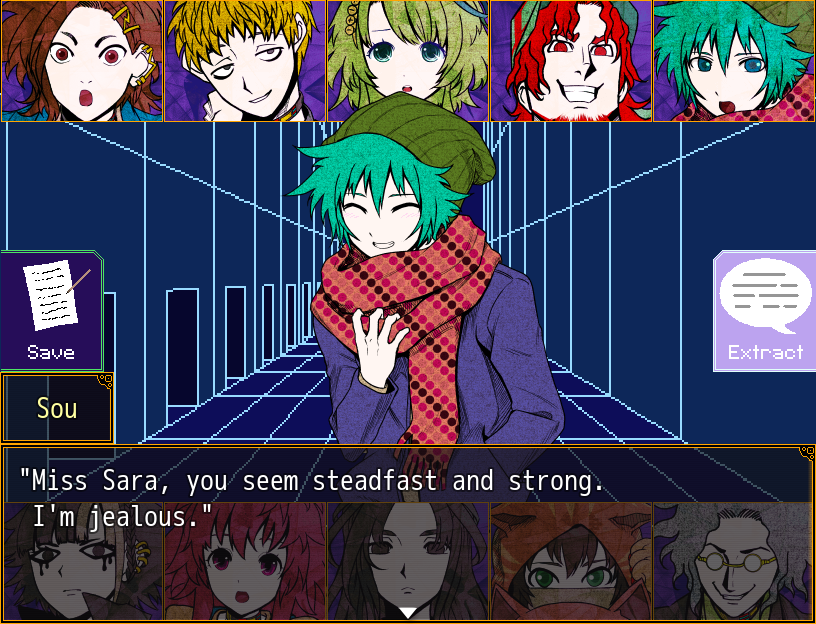 Save
Extract
Sou
"Miss Sara, you seem steadfast and strong.
I'm jealous."